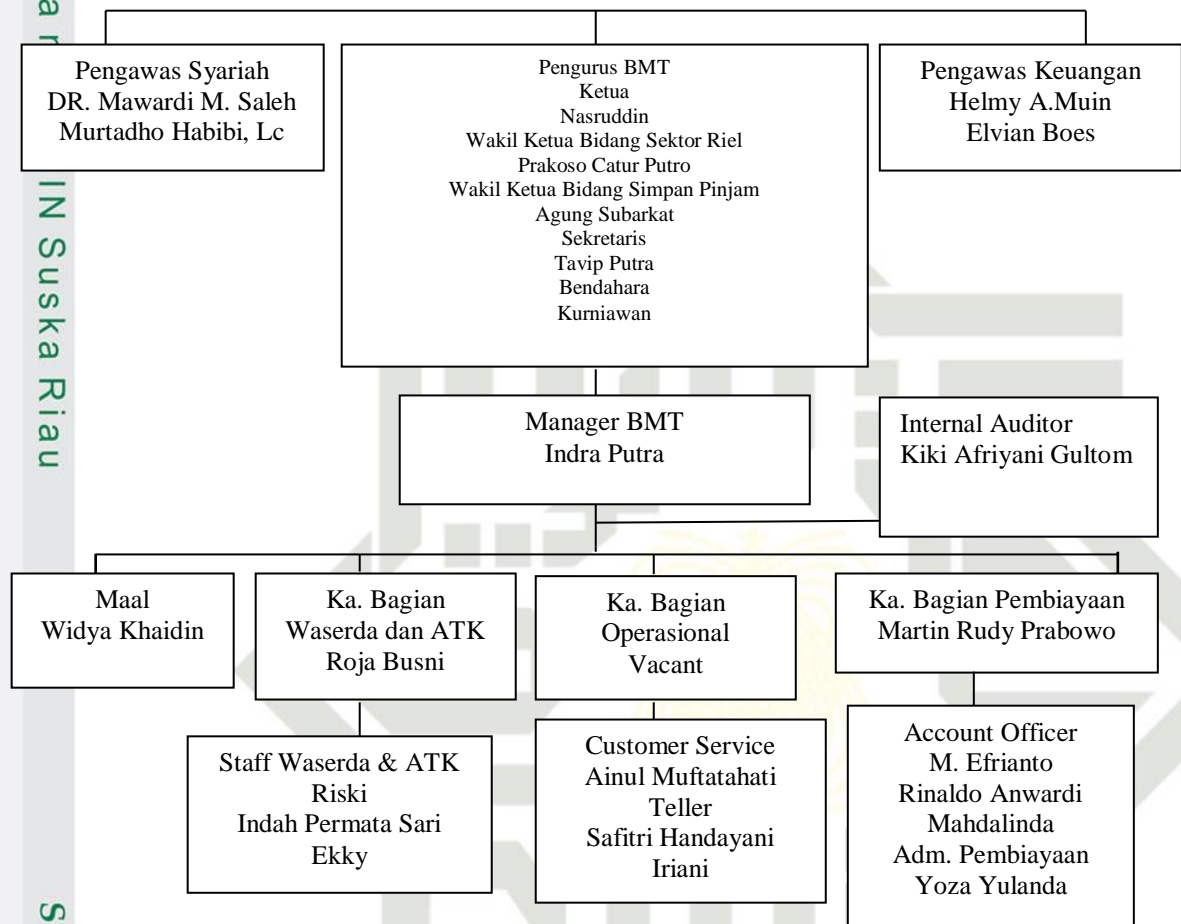 Pengawas Syariah
DR. Mawardi M. Saleh
Murtadho Habibi, Lc
Pengurus BMT
Ketua
Nasruddin
Wakil Ketua Bidang Sektor Riel
Prakoso Catur Putro
Wakil Ketua Bidang Simpan Pinjam
Agung Subarkat
Sekretaris
Tavip Putra
Bendahara
Kurniawan
Pengawas Keuangan
Helmy A.Muin
Elvian Boes
Manager BMT
Indra Putra
Internal Auditor
Kiki Afriyani Gultom
Maal
Widya Khaidin
Ka. Bagian
Waserda dan ATK
Roja Busni
Ka. Bagian
Operasional
Vacant
Ka. Bagian Pembiayaan
Martin Rudy Prabowo
Staff Waserda & ATK
Riski
Indah Permata Sari
Ekky
Customer Service
Ainul Muftatahati
Teller
Safitri Handayani
Iriani
Account Officer
M. Efrianto
Rinaldo Anwardi
Mahdalinda
Adm. Pembiayaan
Yoza Yulanda
IN Suska Riau